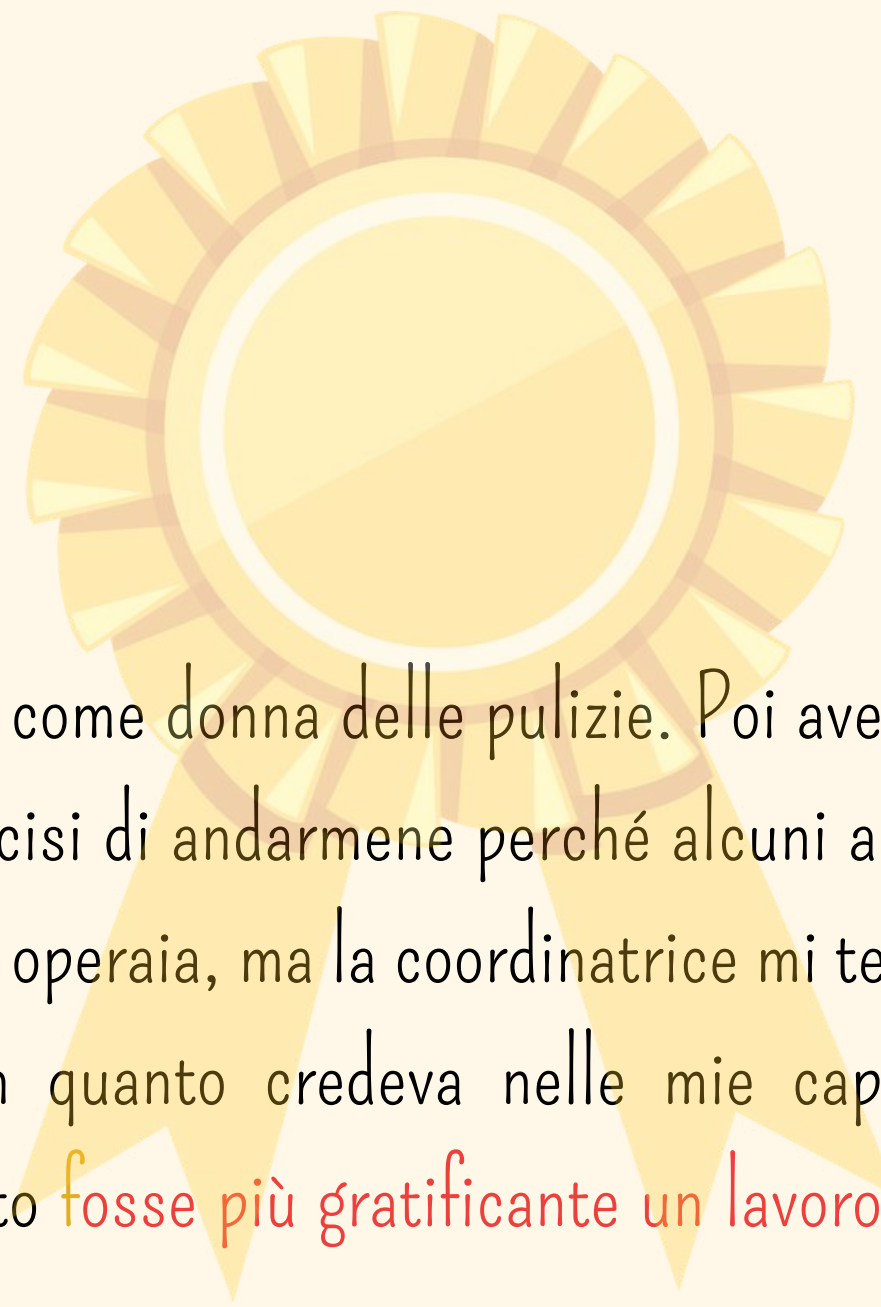 come donna delle pulizie. Poi ave
cisi di andarmene perché alcuni a
operaia, ma la coordinatrice mi te
n quanto credeva nelle mie cap
to fosse più gratificante un lavoro